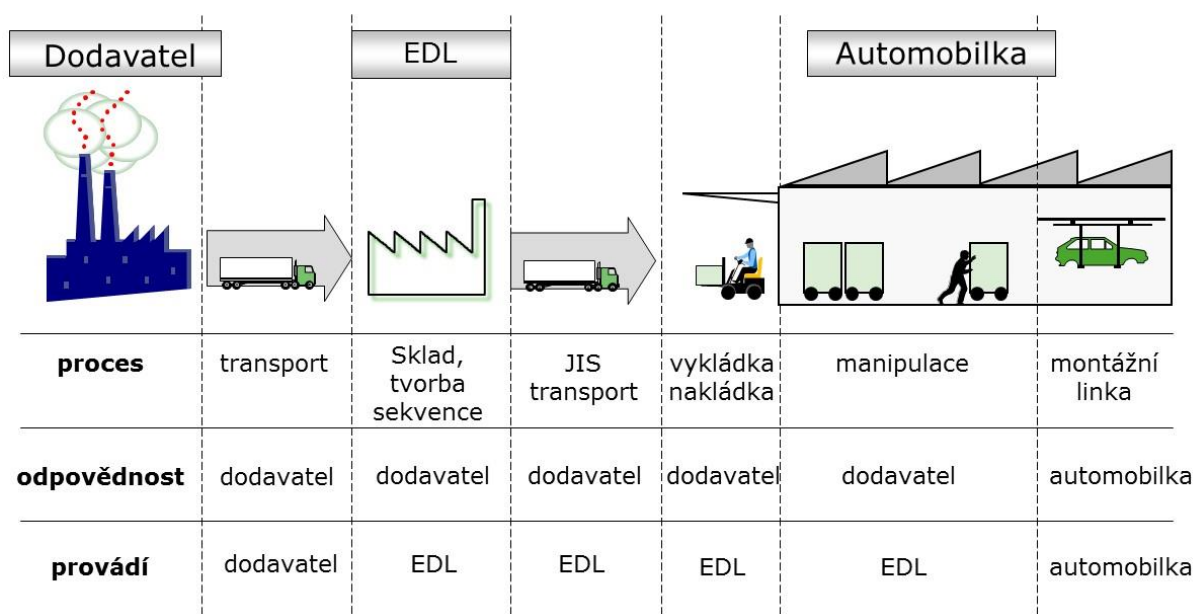 Dodavatel
EDL
Automobilka
proces
transport
Sklad,
tvorba
sekvence
JIS
transport
vykládka
nakládka
manipulace
montážní
linka
odpovědnost
dodavatel
dodavatel
dodavatel
dodavatel
dodavatel
automobilka
provádí
dodavatel
EDL
EDL
EDL
EDL
automobilka